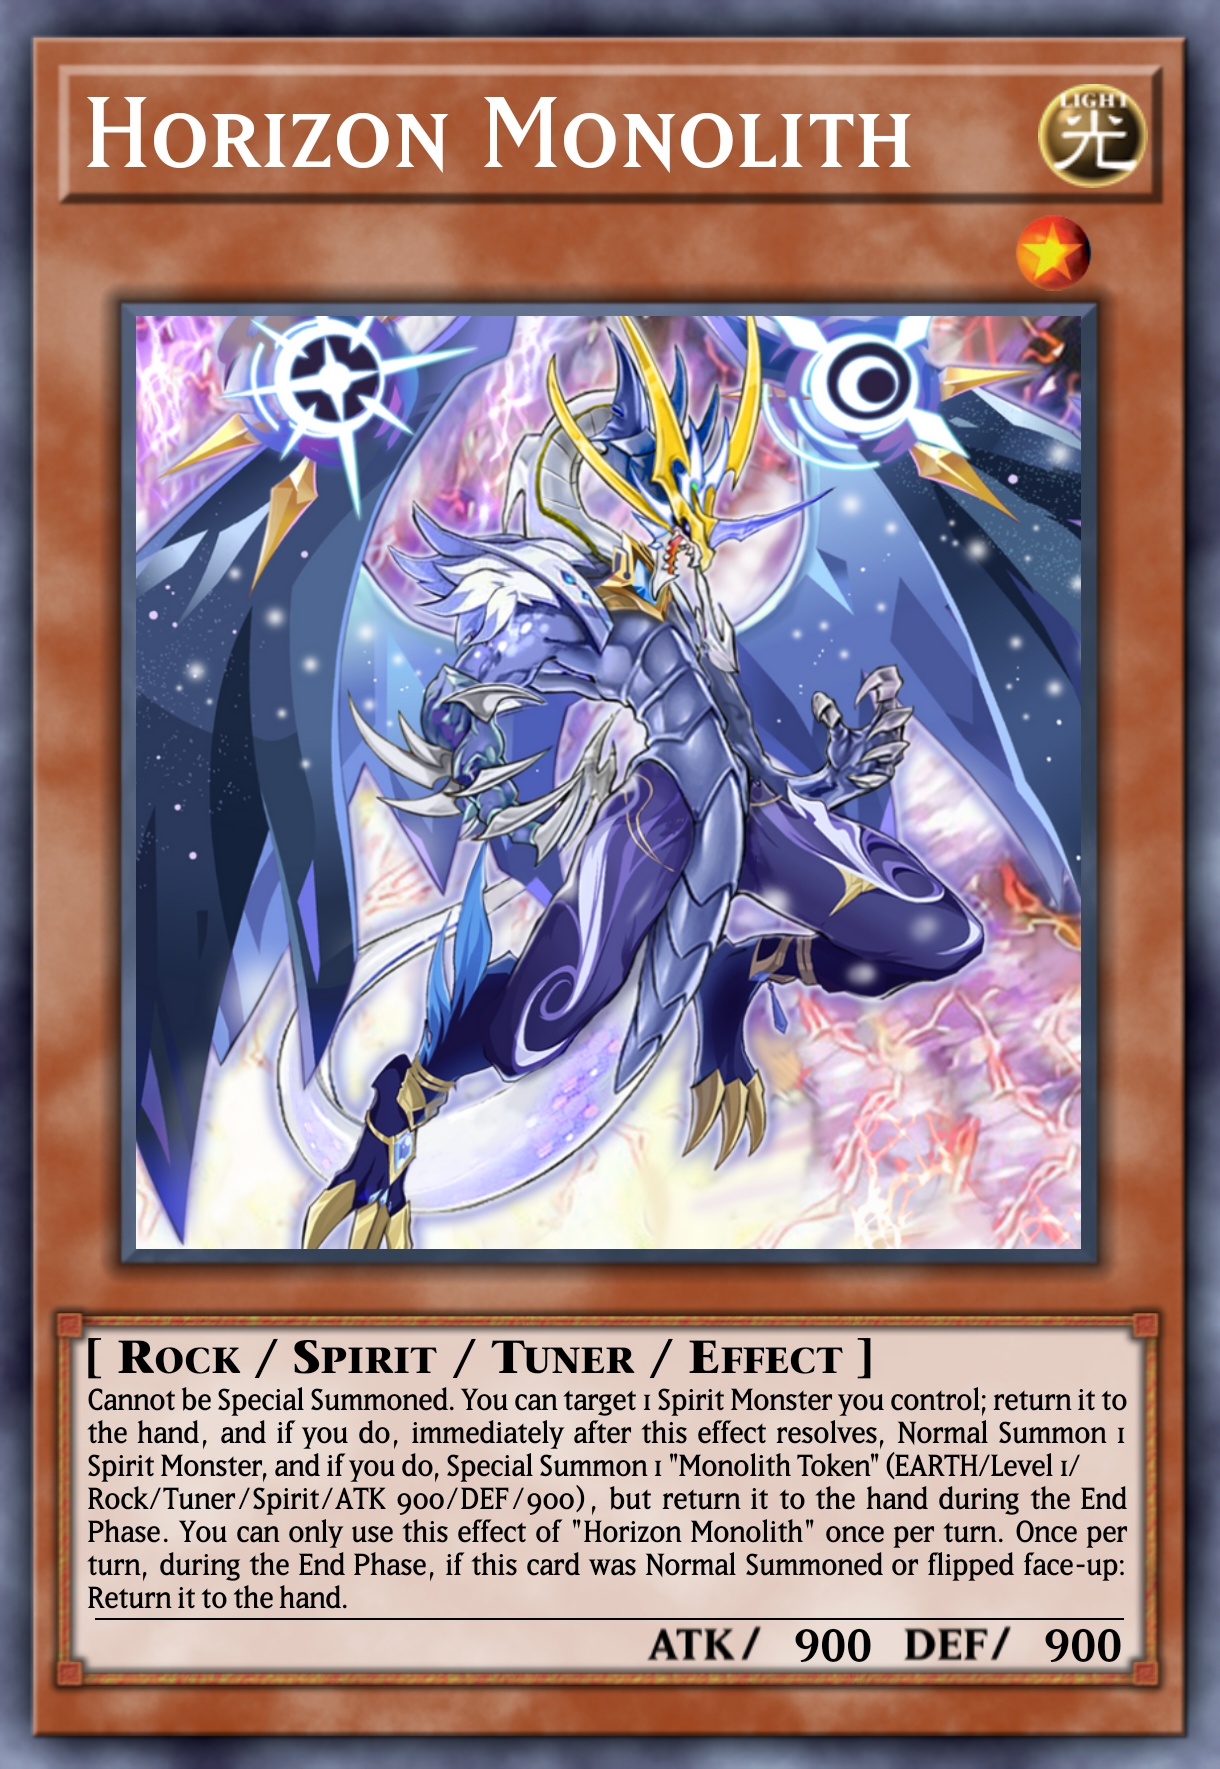 Horizon Monolith
LIGHT
光
[ Rock / Spirit / Tuner / Effect ]
Cannot be Special Summoned. You can target 1 Spirit Monster you control; return it to
the hand, and if you do, immediately after this effect resolves, Normal Summon 1
Spirit Monster, and if you do, Special Summon 1 "Monolith Token" (EARTH/Level 1/
Rock/Tuner/Spirit/ATK 900/DEF/900), but return it to the hand during the End
Phase. You can only use this effect of "Horizon Monolith" once per turn. Once per
turn, during the End Phase, if this card was Normal Summoned or flipped face-up:
Return it to the hand.
ATK/ 900 DEF/ 900